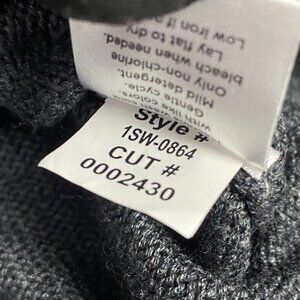 Mild detergent.
Gentle cycle.
Only non-chlorine
bleach when needed.
Lay flat to dry
Low iron if
Style #
1SW-0864
CUT #
0002430